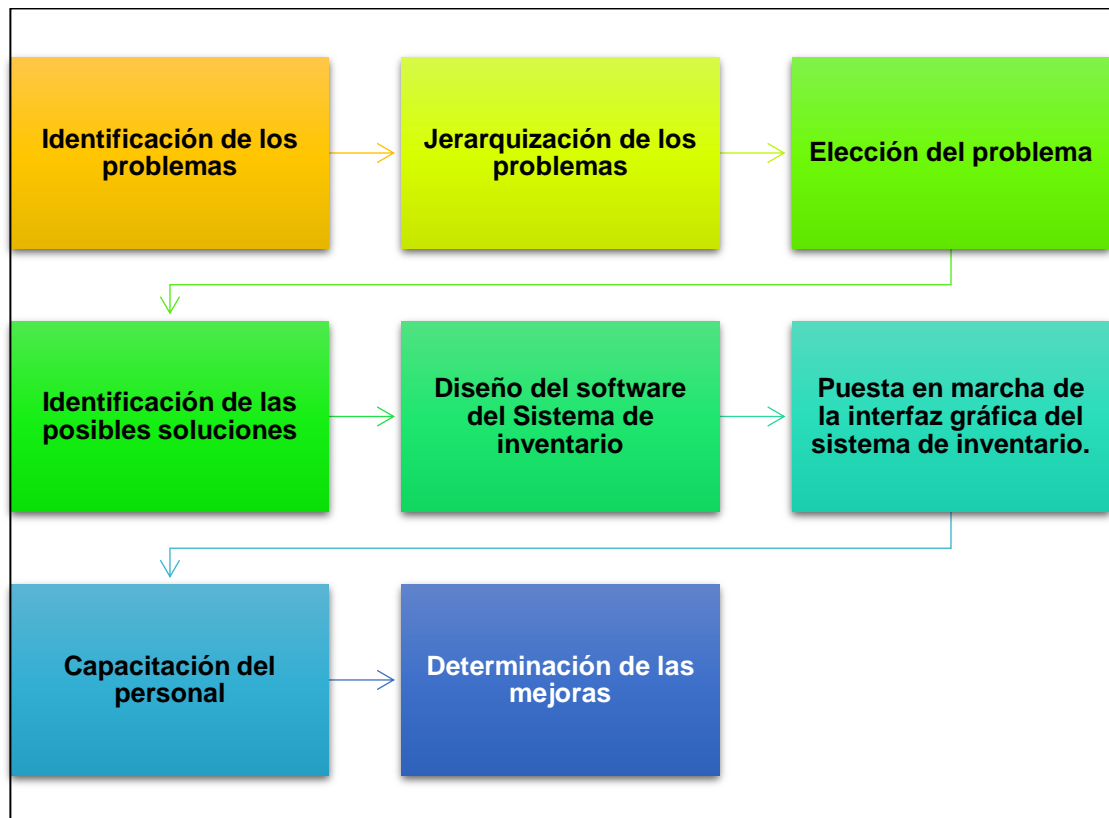 Identificación de los
problemas
Jerarquización de los
problemas
Elección del problema
Identificación de las
posibles soluciones
Diseño del software
del Sistema de
inventario
Puesta en marcha de
la interfaz gráfica del
sistema de inventario.
Capacitación del
personal
Determinación de las
mejoras